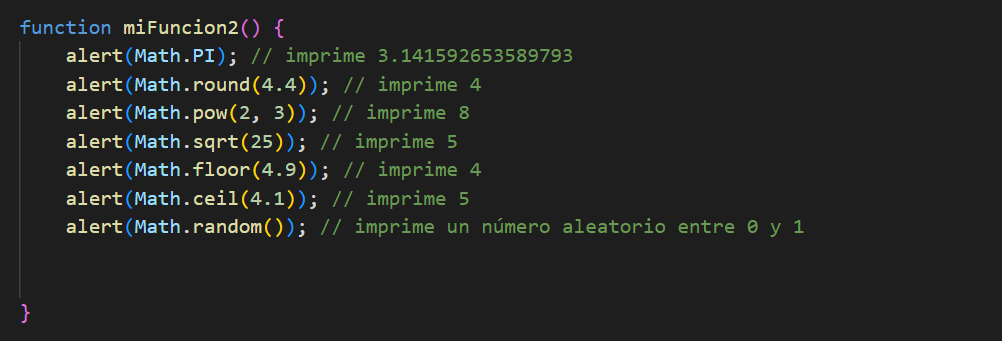 function miFuncion2() {
alert(Math.PI); // imprime 3.141592653589793
alert(Math.round(4.4)); // imprime 4
alert(Math.pow(2, 3)); // imprime 8
alert(Math.sqrt(25)); // imprime 5
alert(Math.floor(4.9)); // imprime 4
alert(Math.ceil(4.1)); // imprime 5
alert(Math.random()); // imprime un número aleatorio entre 0 y 1
}